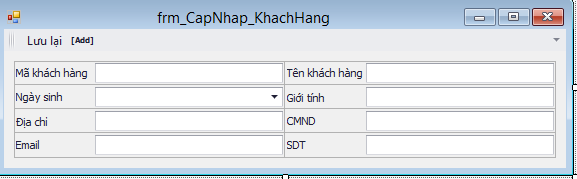 frm_CapNhap_KhachHang
Lưu lại [Add]
Mã khách hàng Tên khách hàng
Ngày sinh Giới tính
Địa chỉ CMND
Email SDT